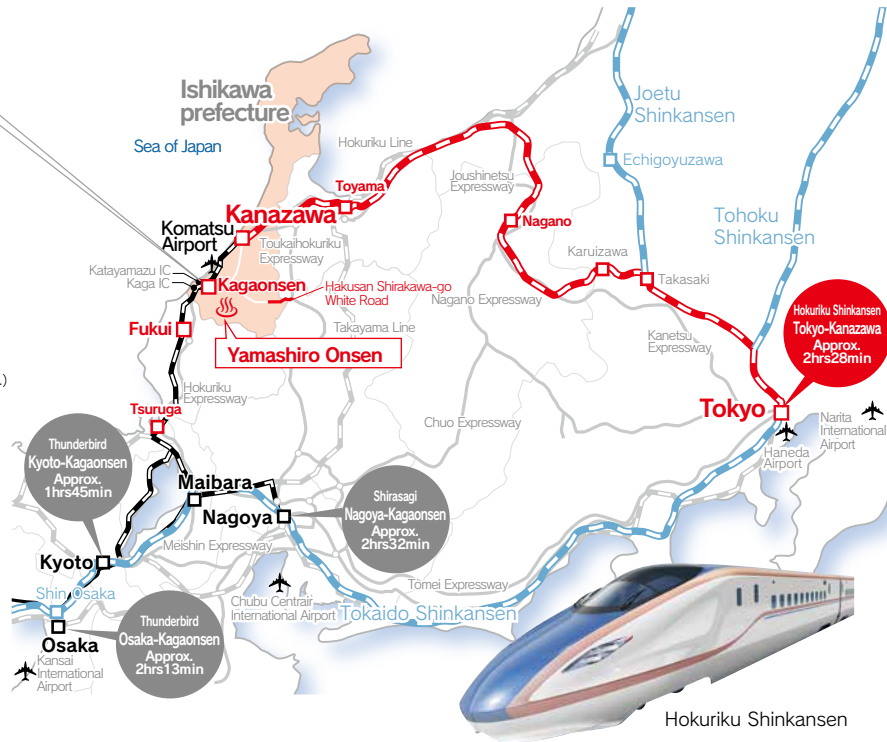 Ishikawa
prefecture
Sea of Japan
Hokuriku Line
Joetu
Shinkansen
Echigoyuzawa
Joushinetsu
Expressway
Toyama
Kanazawa
Komatsu
Airport
Toukaihokuriku
Expressway
Nagano
Tohoku
Shinkansen
Karuizawa
Takasaki
Katayamazu IC
Kaga IC
Kagaonsen
Hakusan Shirakawa-go
White Road
Nagano Expressway
Fukui
Takayama Line
Kanetsu
Expressway
Yamashiro Onsen
Hokuriku Shinkansen
Tokyo-Kanazawa
Approx.
2hrs28min
.)
Hokuriku
Expressway
Tsuruga
Chuo Expressway
Tokyo
Narita
International
Airport
Haneda
Airport
Thunderbird
Kyoto-Kagaonsen
Approx.
1hrs45min
Maibara
Nagoya
Shirasagi
Nagoya-Kagaonsen
Approx.
2hrs32min
Meishin Expressway
Kyoto
Tomei Expressway
Shin Osaka
Chubu Centrair
International Airport
Tokaido Shinkansen
Osaka
Thunderbird
Osaka-Kagaonsen
Approx.
2hrs13min
Kansai
International
Airport
Hokuriku Shinkansen